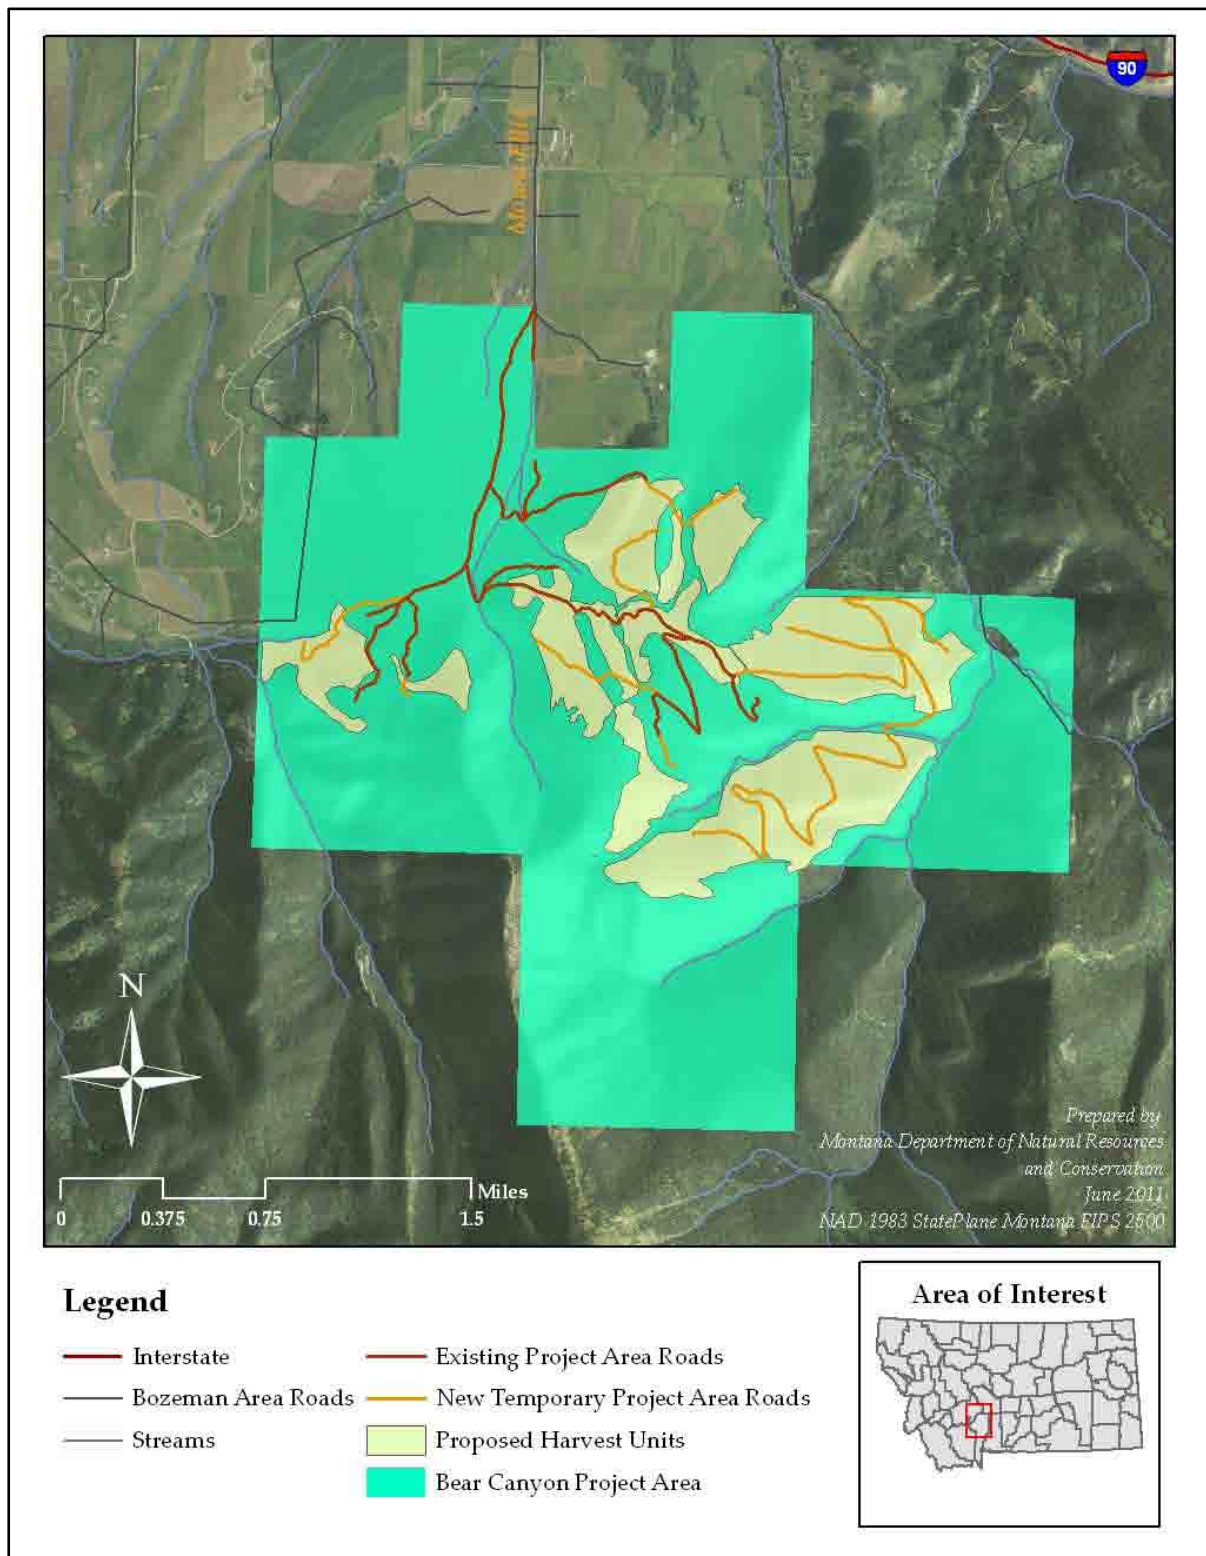 90
N
Prepared by
Montana Department of Natural Resources
and Conservation
June 2011
NAD 1983 StatePlane Montana FIPS 2500
Miles
0 0.375 0.75 1.5
Legend
Interstate
Bozeman Area Roads
Streams
Existing Project Area Roads
New Temporary Project Area Roads
Proposed Harvest Units
Bear Canyon Project Area
Area of Interest